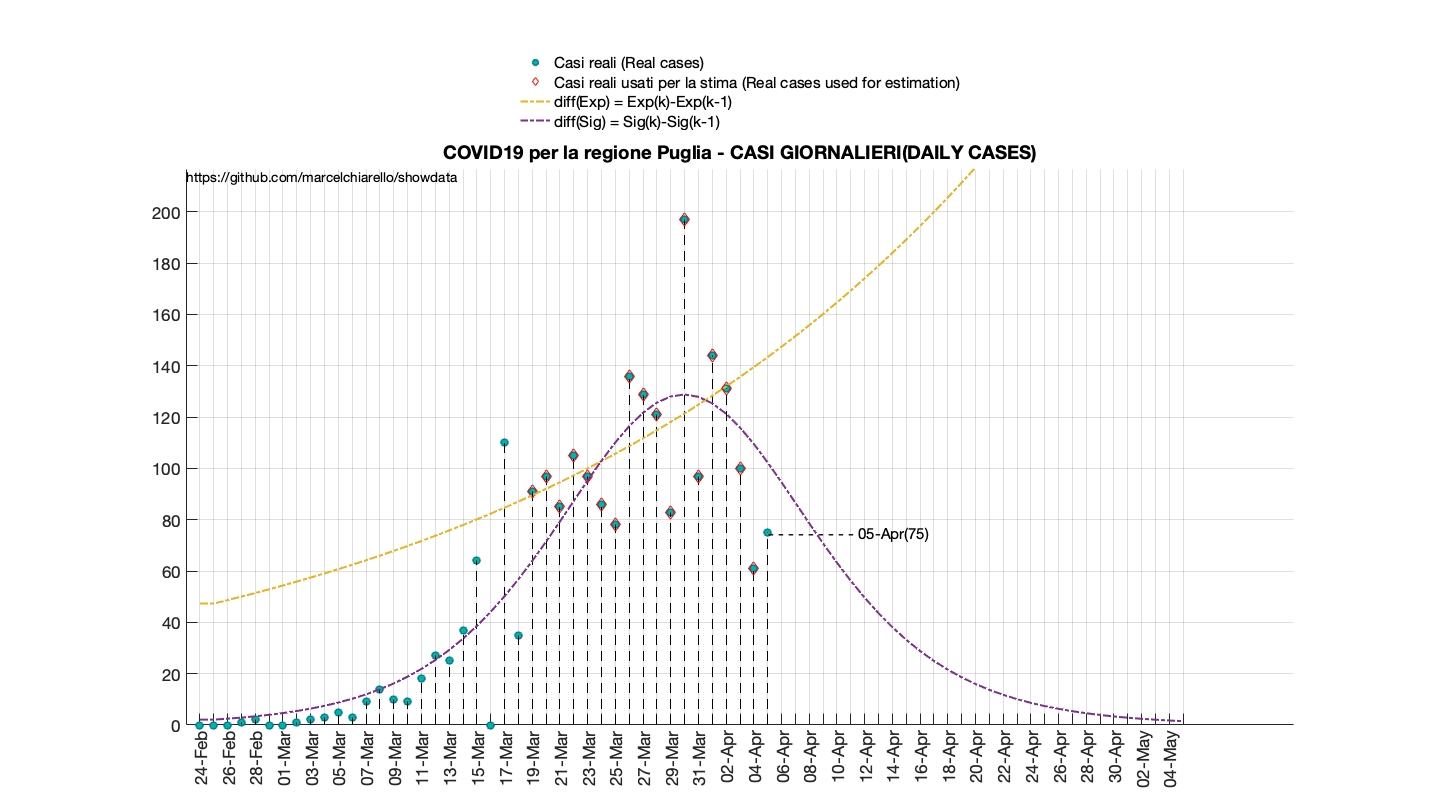 Casi reali (Real cases)
Casi reali usati per la stima (Real cases used for estimation)
diff(Exp) = Exp(k)-Exp(k-1)
diff(Sig) = Sig(k)-Sig(k-1)
COVID19 per la regione Puglia - CASI GIORNALIERI(DAILY CASES)
https://github.com/marcelchiarello/showdata
200
180
160
140
120
100
80
60
40
20
0
05-Apr(75)
24-Feb
26-Feb
28-Feb
01-Mar
03-Mar
05-Mar
07-Mar
09-Mar
11-Mar
13-Mar
15-Mar
17-Mar
19-Mar
21-Mar
23-Mar
25-Mar
27-Mar
29-Mar
31-Mar
02-Apr
04-Apr
06-Apr
08-Apr
10-Apr
12-Apr
14-Apr
16-Apr
18-Apr
20-Apr
22-Apr
24-Apr
26-Apr
28-Apr
30-Apr
02-May
04-May